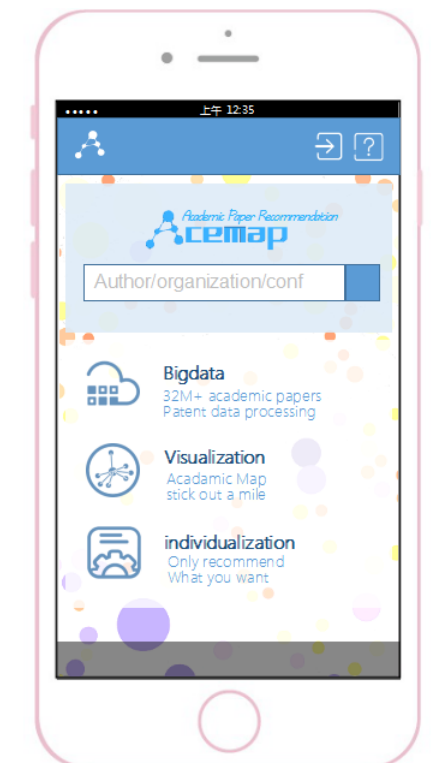 上午 12:35
?
Academic Paper Recommendation
Acemap
Author/organization/conf
Bigdata
32M+ academic papers
Patent data processing
Visualization
Acadamic Map
stick out a mile
individualization
Only recommend
What you want